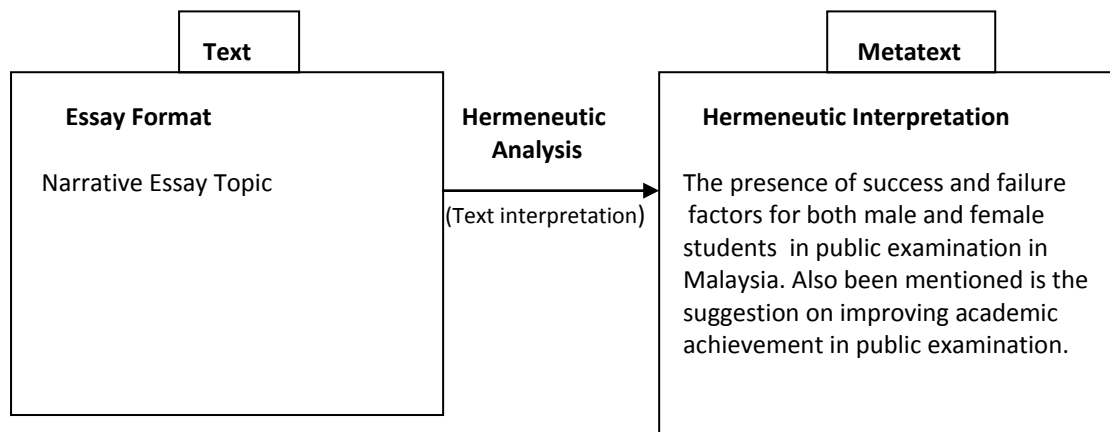 Text
Essay Format
Narrative Essay Topic
Hermeneutic
Analysis
(Text interpretation)
Metatext
Hermeneutic Interpretation
The presence of success and failure
factors for both male and female
students in public examination in
Malaysia. Also been mentioned is the
suggestion on improving academic
achievement in public examination.